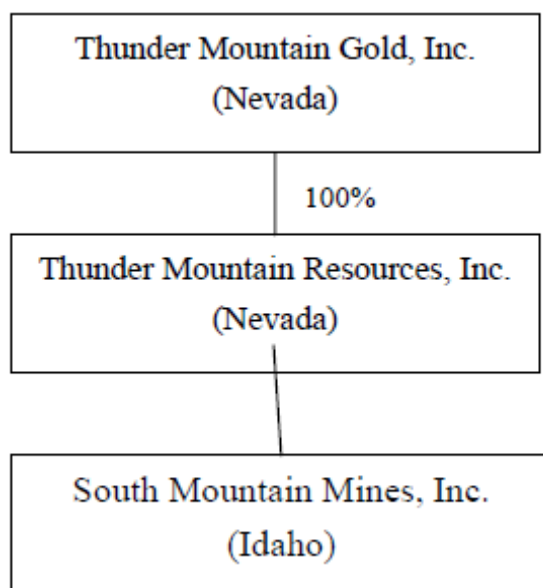 Thunder Mountain Gold, Inc.
(Nevada)
100%
Thunder Mountain Resources, Inc.
(Nevada)
South Mountain Mines, Inc.
(Idaho)